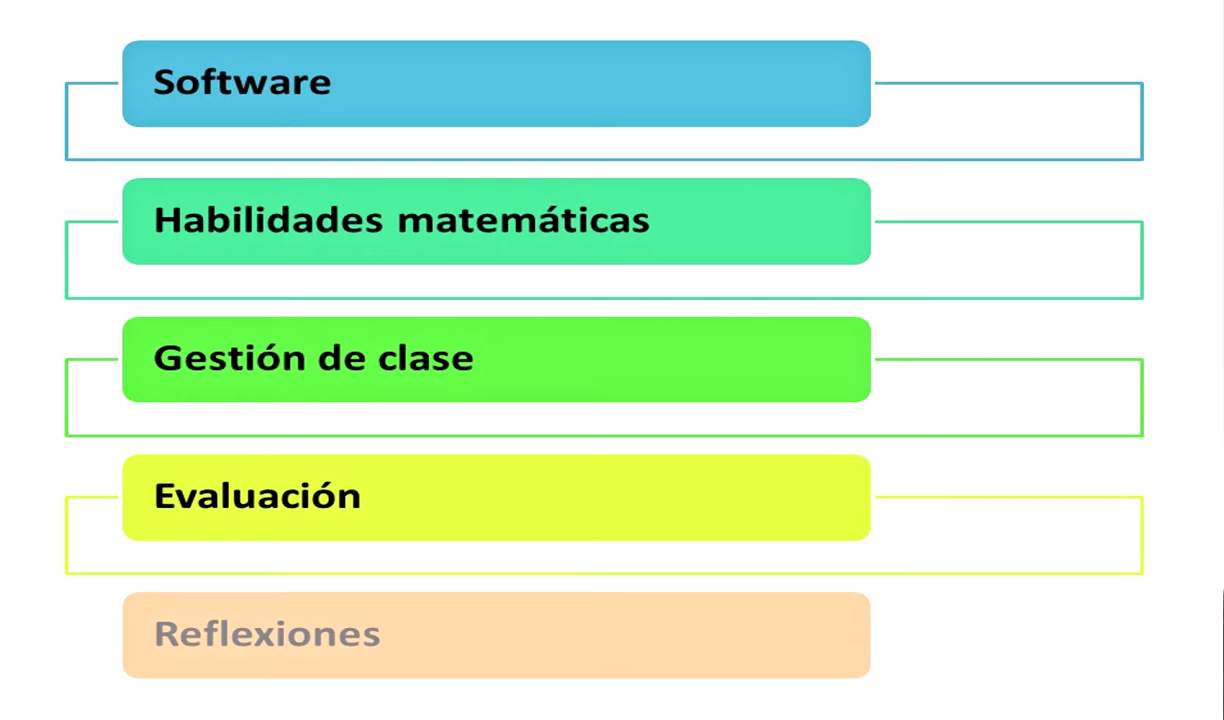 Software
Habilidades matemáticas
Gestión de clase
Evaluación
Reflexiones